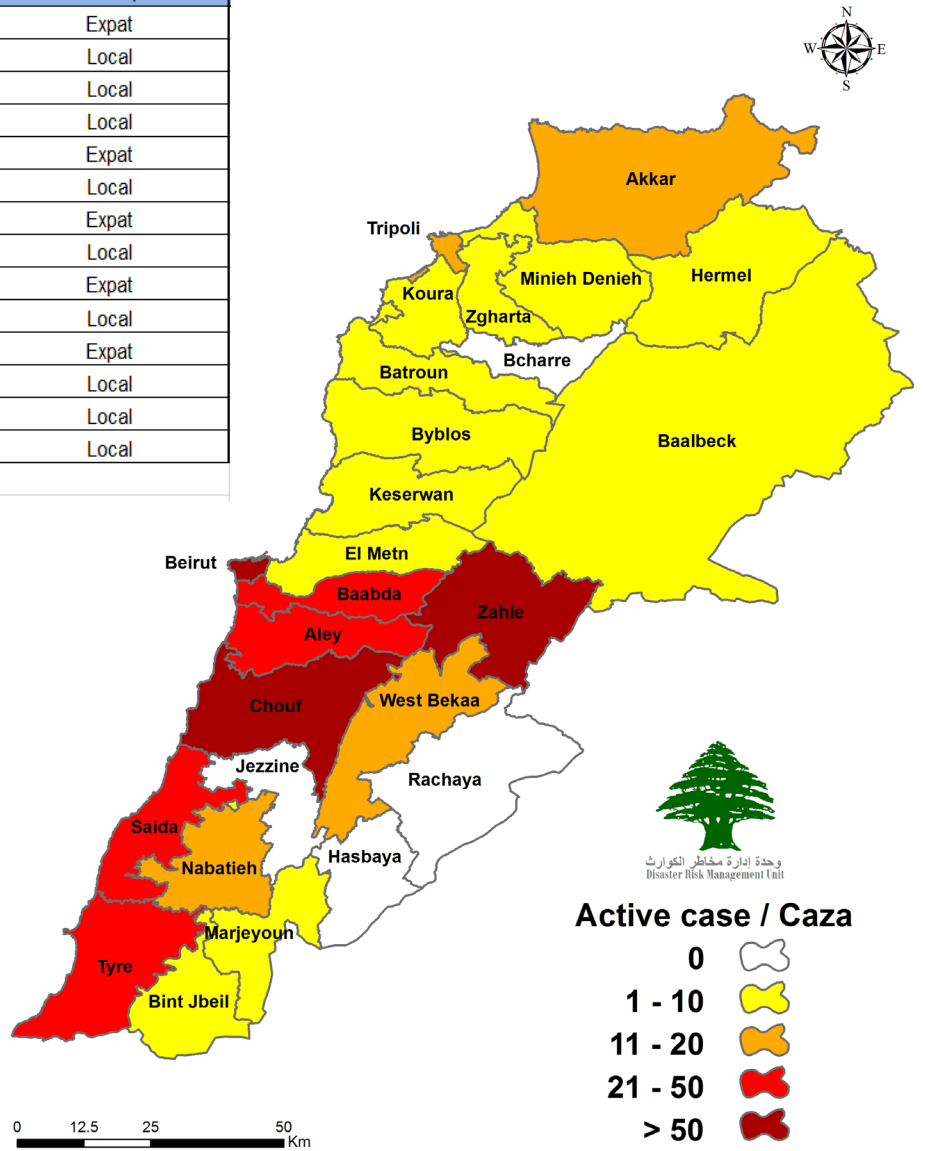 Expat
Local
Local
Local
Expat
Local
Expat
Local
Expat
Local
Expat
Local
Local
Local
N
W E
S
Akkar
Tripoli
Koura
Zgharta
Minieh Denieh
Hermel
Bcharre
Batroun
Byblos
Baalbeck
Keserwan
El Metn
Beirut
Baabda
Zahle
Aley
Chouf
West Bekaa
Jezzine
Rachaya
Saida
Hasbaya
Nabatieh
Marjeyoun
Tyre
Bint Jbeil
وحدة ادارة مخاطر الكوارث
Disaster Risk Management Unit
Active case / Caza
0
1 - 10
11 - 20
21 - 50
> 50
0 12.5 25 50
Km